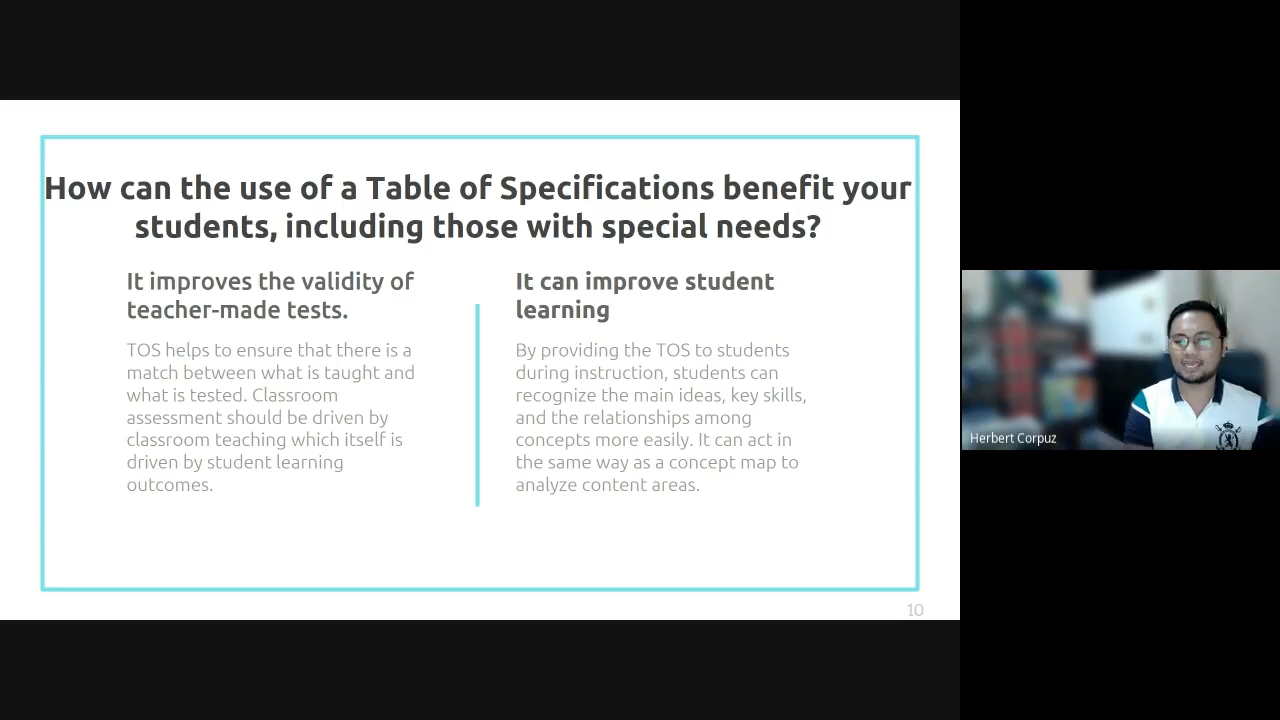 How can the use of a Table of Specifications benefit your
students, including those with special needs?
It improves the validity of
teacher-made tests.
TOS helps to ensure that there is a
match between what is taught and
what is tested. Classroom
assessment should be driven by
classroom teaching which itself is
driven by student learning
outcomes.
It can improve student
learning
By providing the TOS to students
during instruction, students can
recognize the main ideas, key skills,
and the relationships among
concepts more easily. It can act in
the same way as a concept map to
analyze content areas.
10
Herbert Corpuz